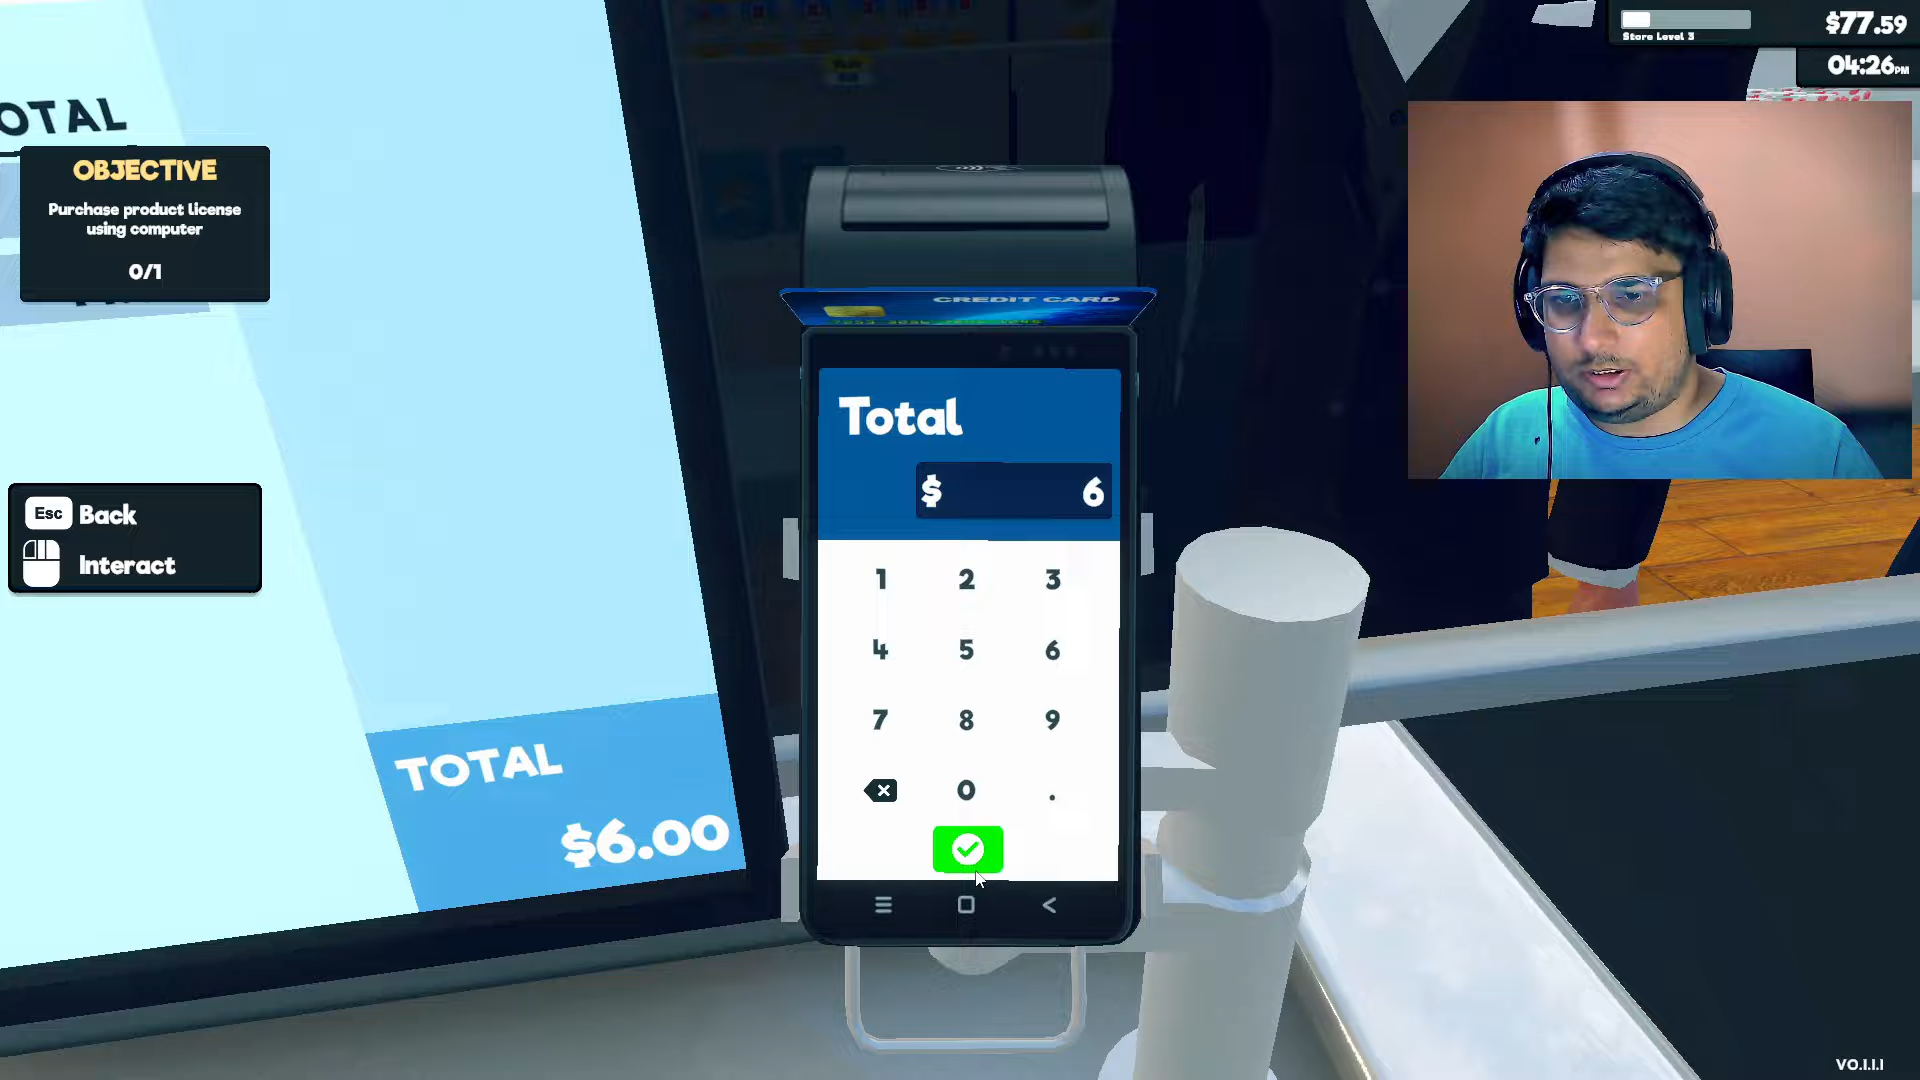 $77.59
Store Level 3
04:26PM
OTAL
OBJECTIVE
Purchase product license
using computer
0/1
CREDIT CARD
Total
$ 6
Esc Back
Interact
1 2 3
4 5 6
7 8 9
0 .
TOTAL
$6.00
V0.1.1.1